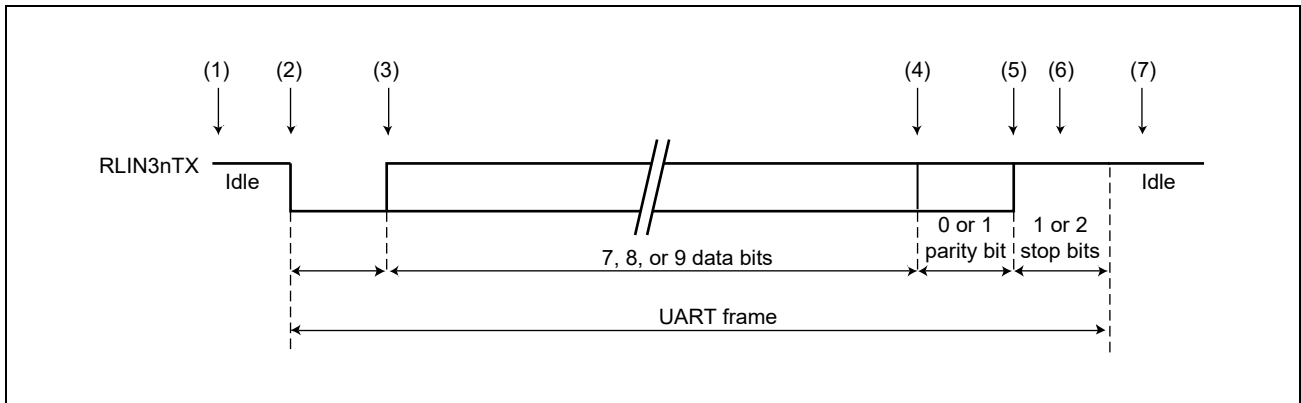 (1) (2) (3) (4) (5) (6) (7)
RLIN3nTX
Idle
Idle
0 or 1
parity bit
1 or 2
stop bits
7, 8, or 9 data bits
UART frame